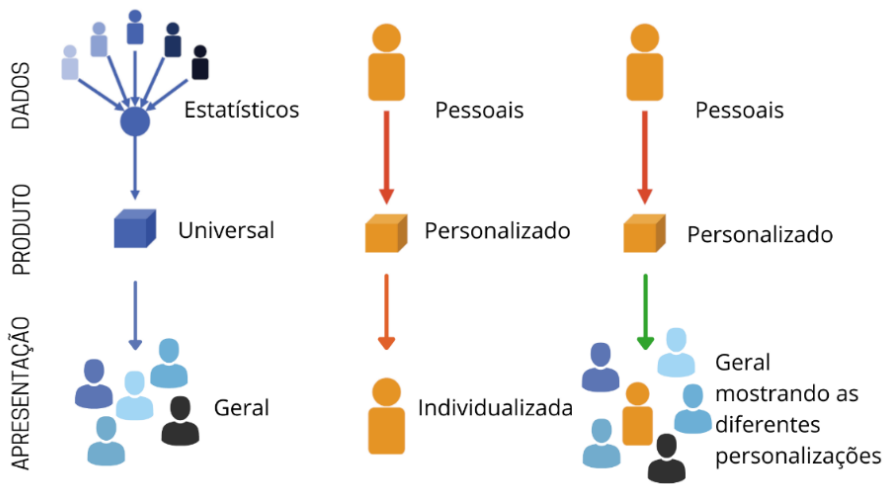 DADOS
Estatísticos
Pessoais
Pessoais
PRODUTO
Universal
Personalizado
Personalizado
APRESENTAÇÃO
Geral
Individualizada
Geral
mostrando as
diferentes
personalizações